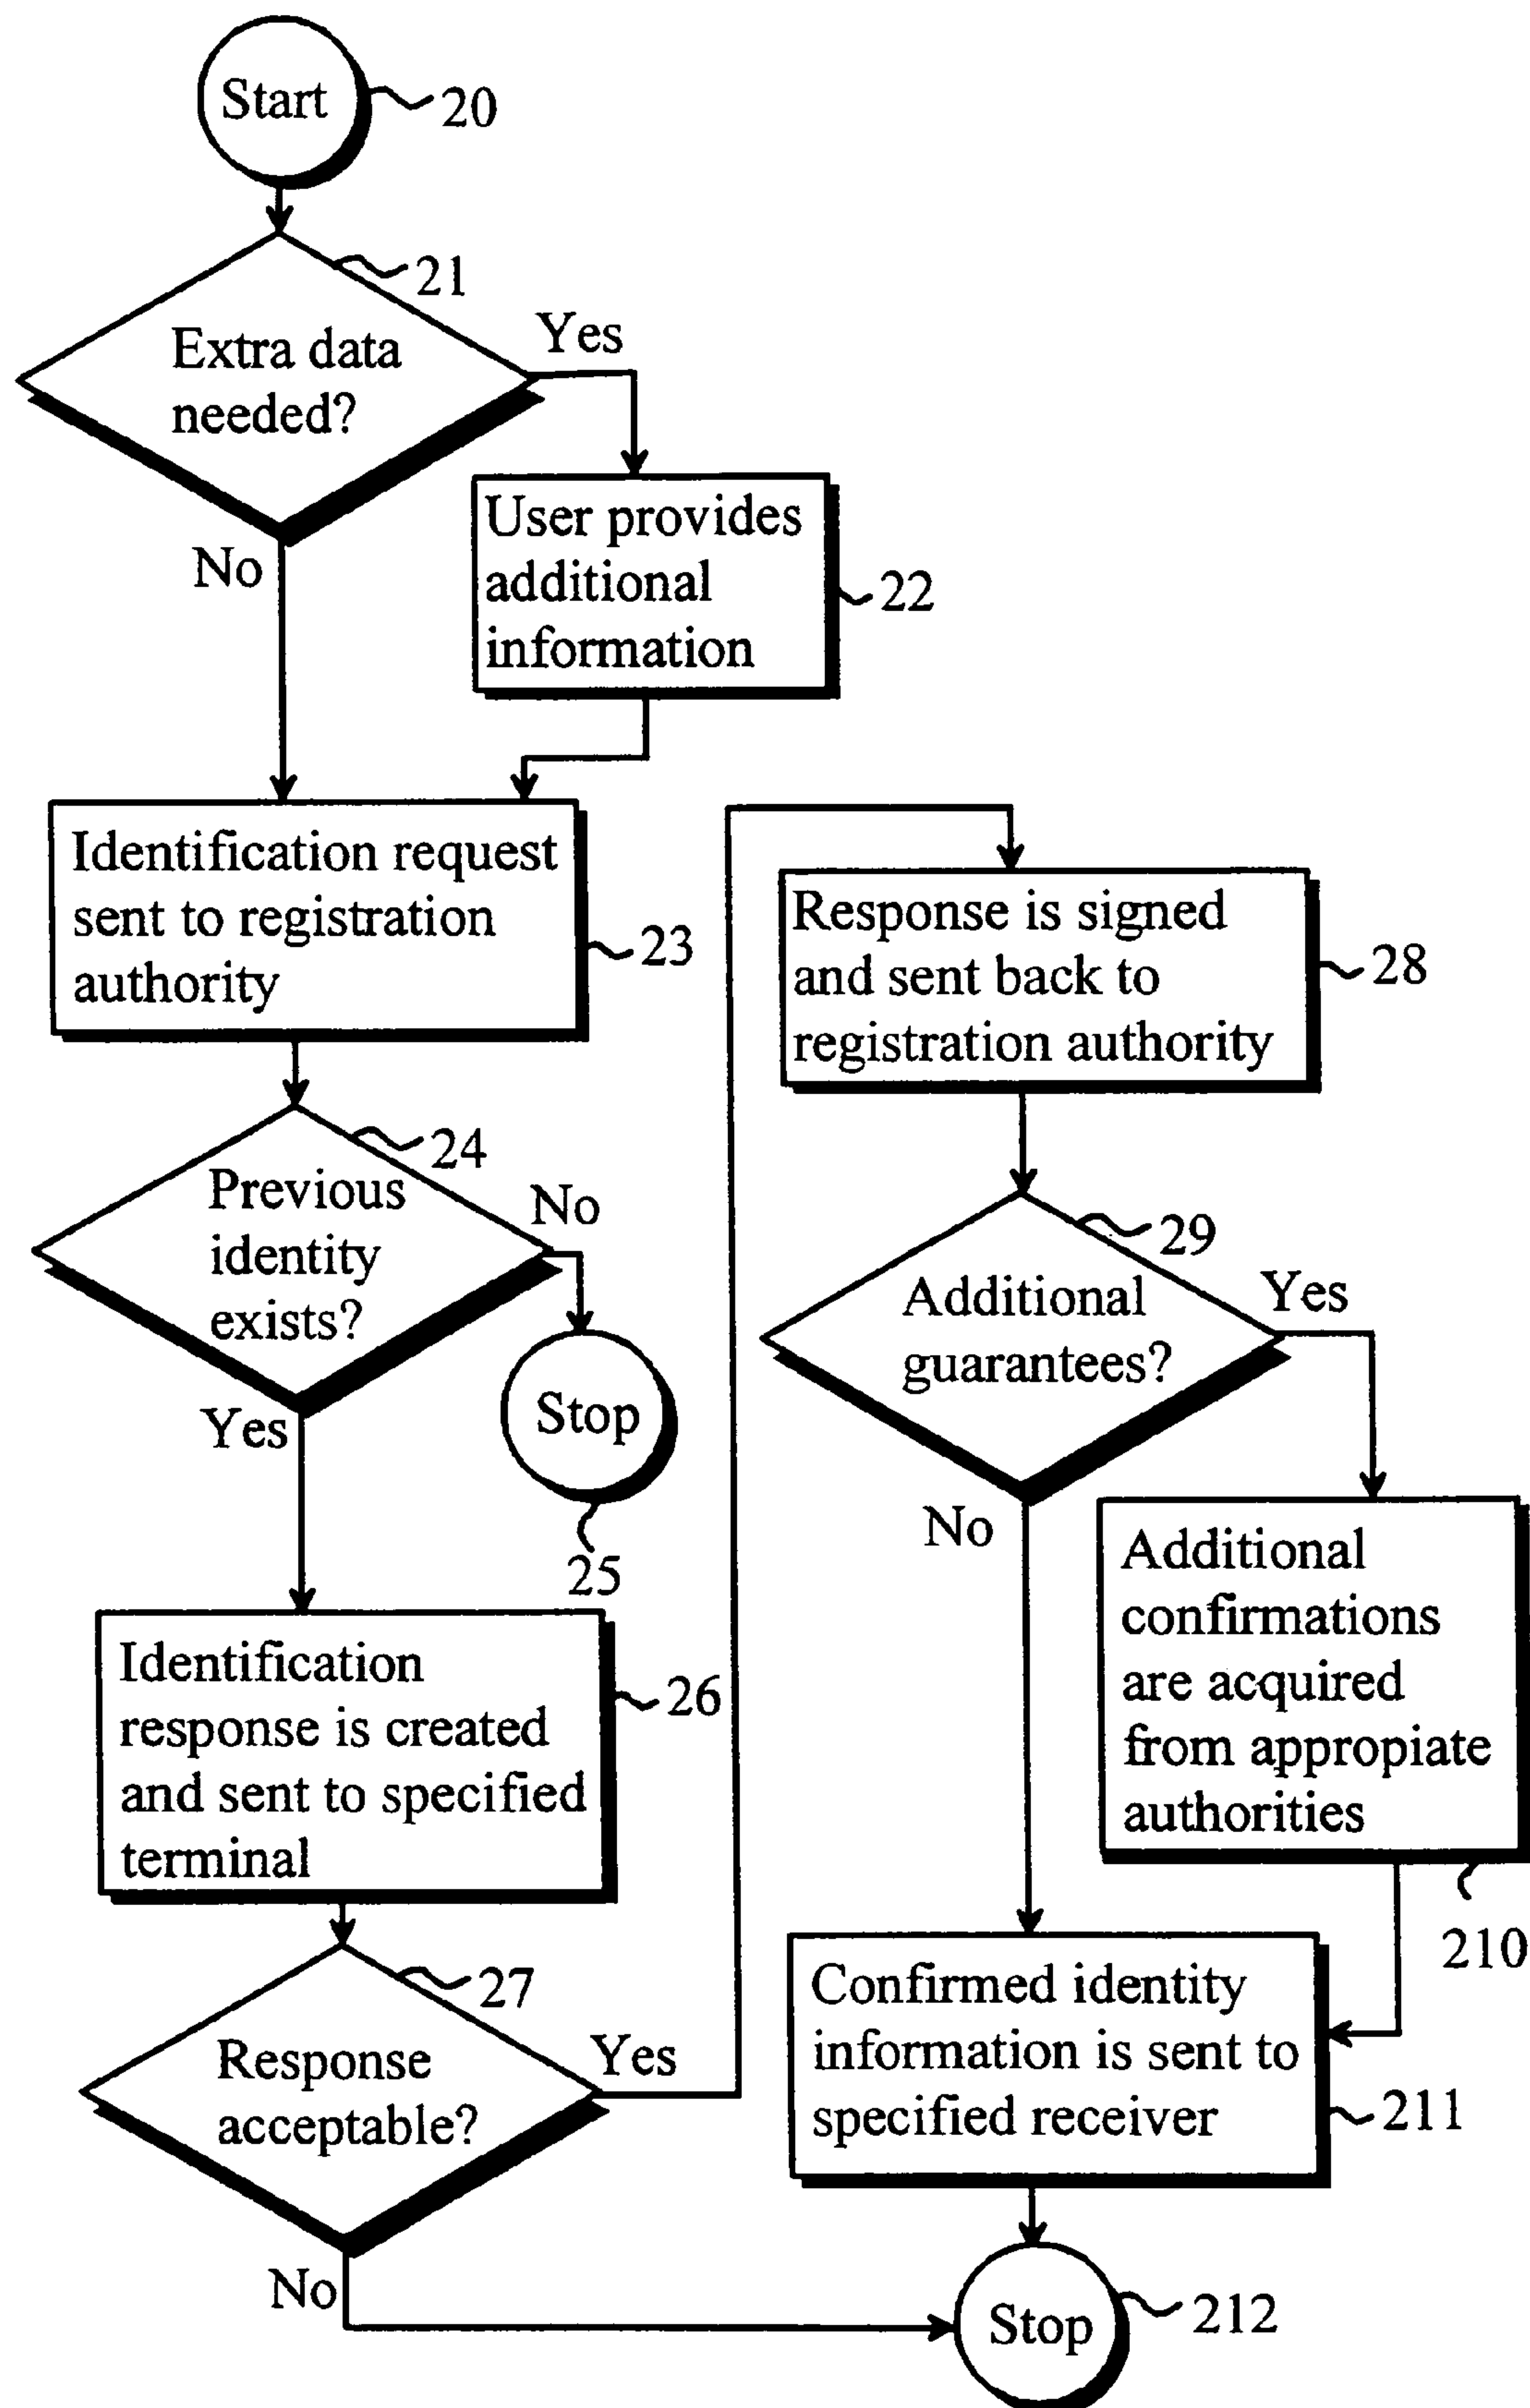 Start
20
21
Extra data
needed?
Yes
No
User provides
additional
information
22
Identification request
sent to registration
authority
23
24
Previous
identity
exists?
No
Yes
Stop
25
Identification
response is created
and sent to specified
terminal
26
27
Response
acceptable?
Yes
No
Response is signed
and sent back to
registration authority
28
29
Additional
guarantees?
Yes
No
Additional
confirmations
are acquired
from appropiate
authorities
210
Confirmed identity
information is sent to
specified receiver
211
Stop
212